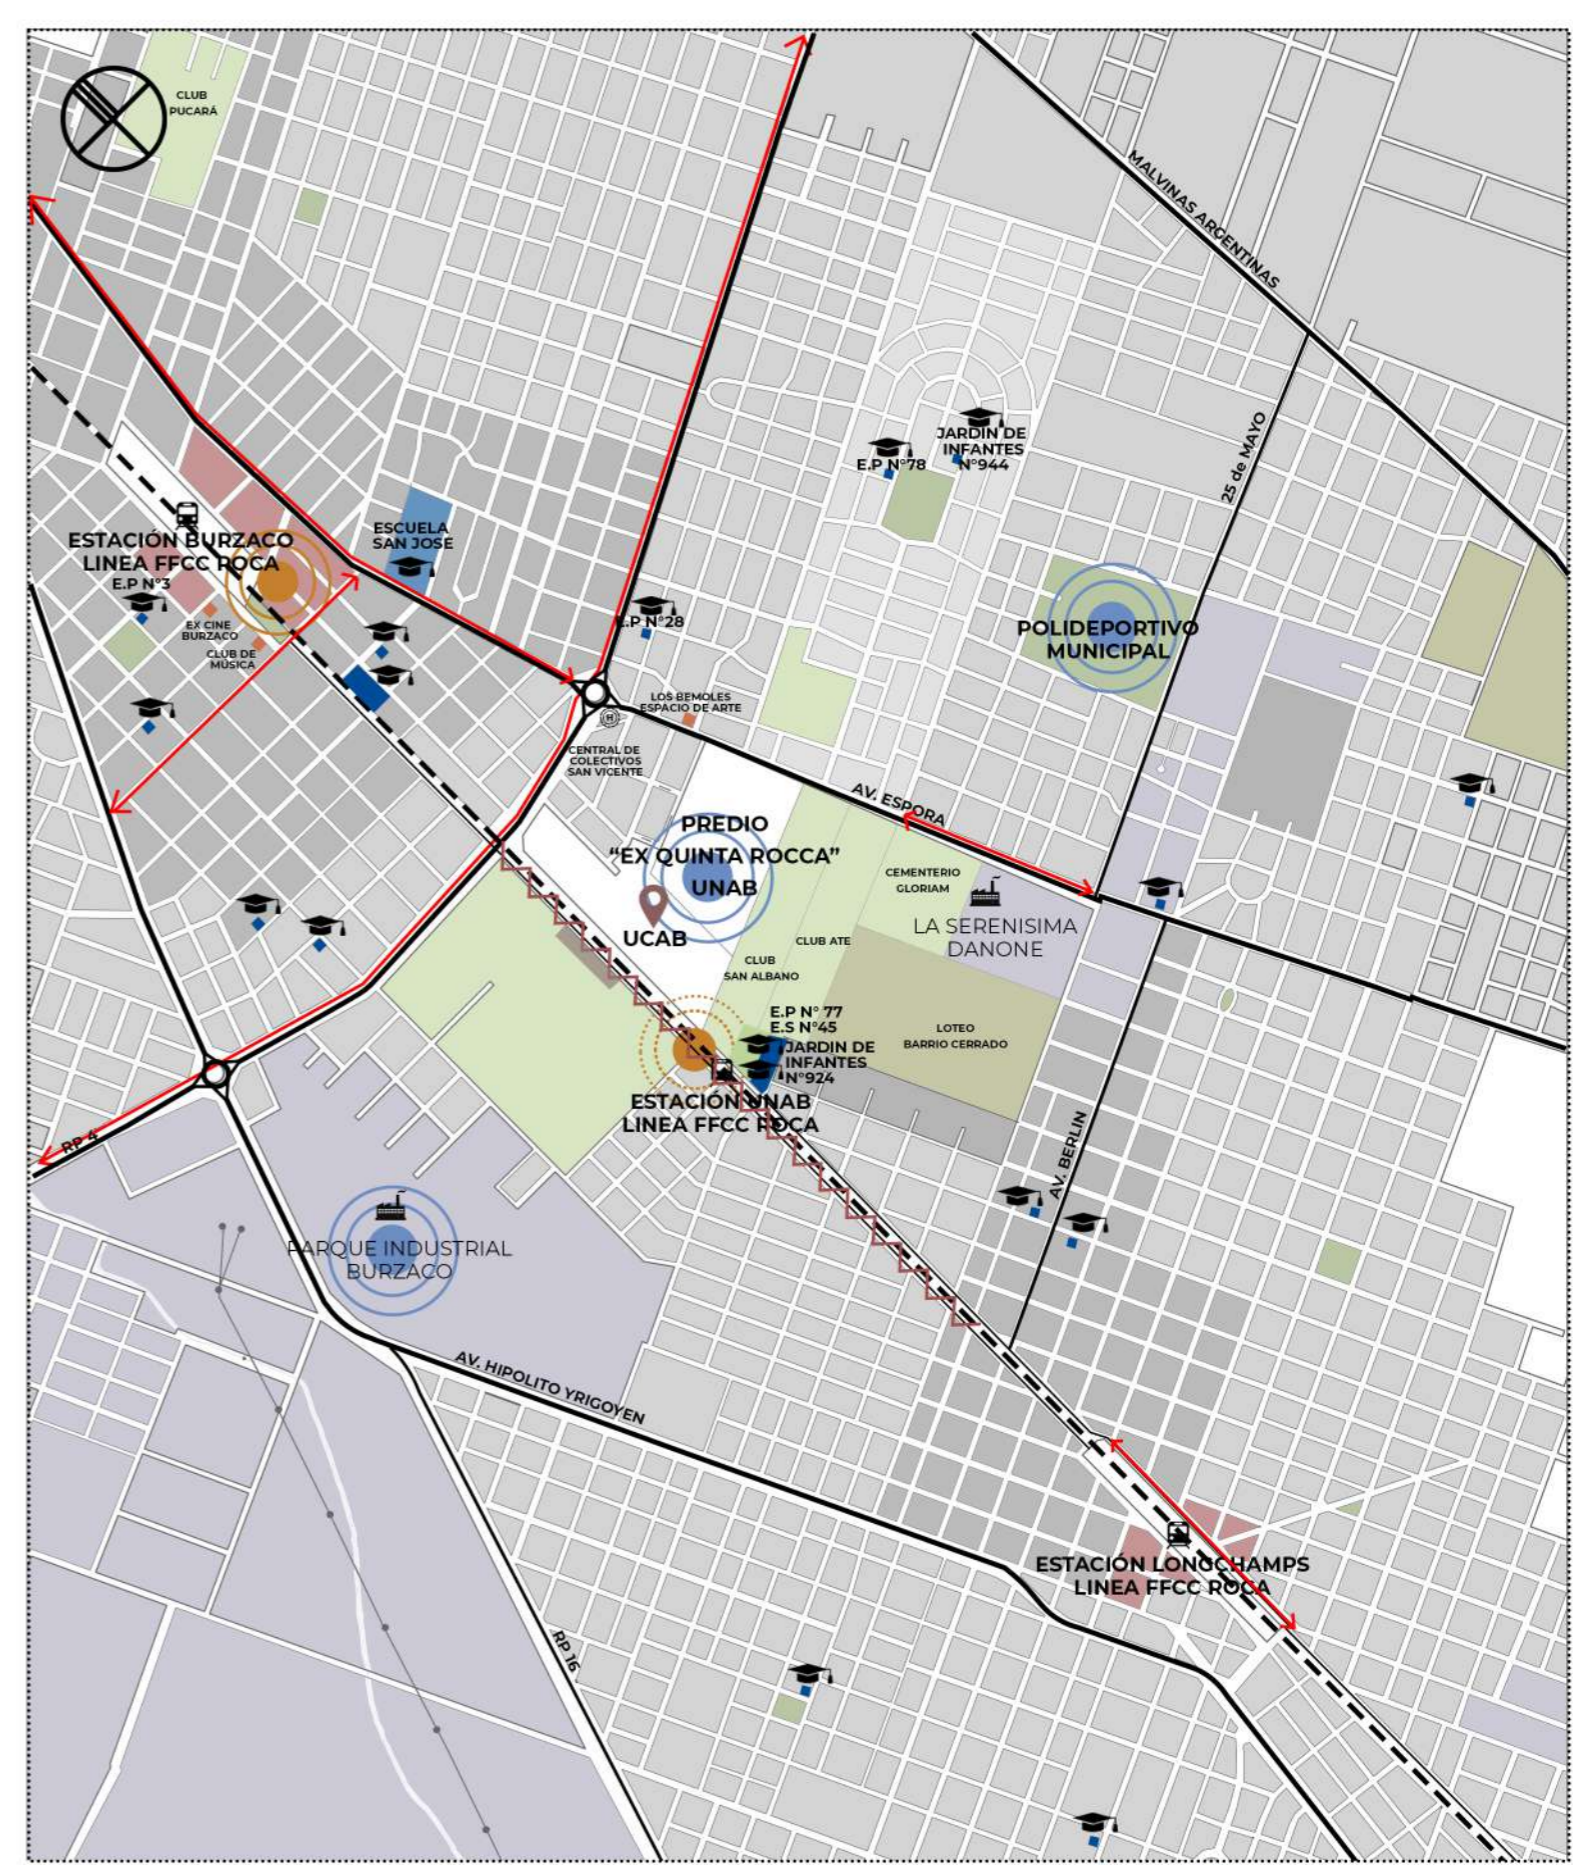 CLUB
PUCARÁ
MALVINAS ARGENTINAS
25 de MAYO
JARDIN DE
INFANTES
N°944
E.P N°78
ESCUELA
SAN JOSE
ESTACIÓN BURZACO
LINEA FFCC ROCA
E.P N°3
EX CINE
BURZACO
CLUB DE
MÚSICA
E.P N°28
POLIDEPORTIVO
MUNICIPAL
LOS BEMOLES
ESPACIO DE ARTE
H
CENTRAL DE
COLECTIVOS
SAN VICENTE
AV. ESPORA
PREDIO
“EX QUINTA ROCCA”
UNAB
UCAB
CEMENTERIO
GLORIAM
LA SERENISIMA
DANONE
CLUB ATE
CLUB
SAN ALBANO
E.P N° 77
E.S N°45
JARDIN DE
INFANTES
N°924
LOTEO
BARRIO CERRADO
ESTACIÓN UNAB
LINEA FFCC ROCA
RP 4
AV. BERLIN
PARQUE INDUSTRIAL
BURZACO
AV. HIPOLITO YRIGOYEN
ESTACIÓN LONGCHAMPS
LINEA FFCC ROCA
RP 16